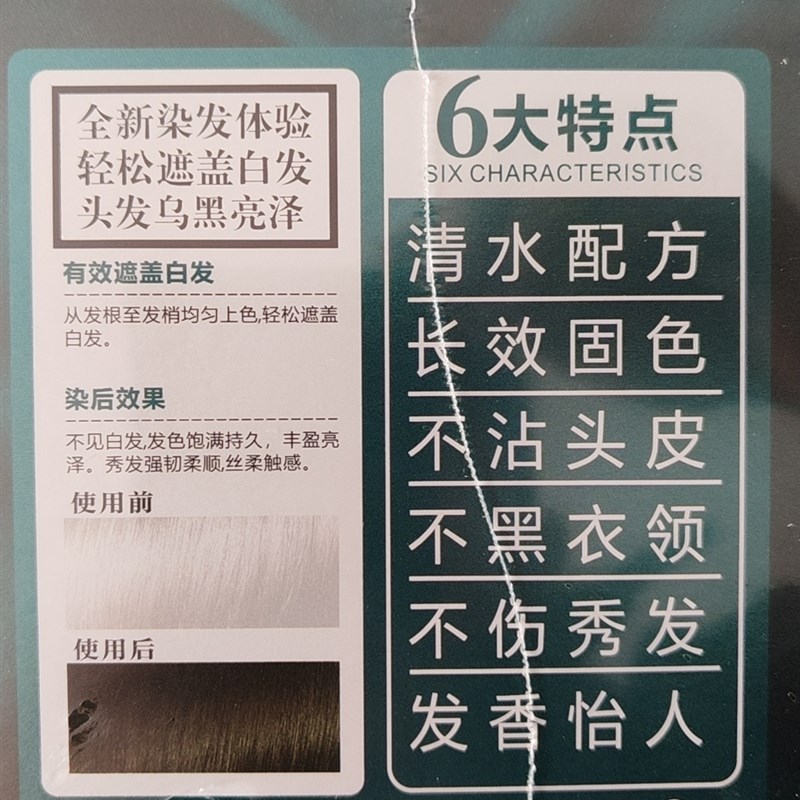 全新染发体验
轻松遮盖白发
头发乌黑亮泽
有效遮盖白发
从发根至发梢均匀上色,轻松遮盖
白发。
染后效果
不见白发,发色饱满持久，丰盈亮
泽。秀发强韧柔顺,丝柔触感。
使用前
使用后
6大特点
SIX CHARACTERISTICS
清水配方
长效固色
不沾头皮
不黑衣领
不伤秀发
发香怡人